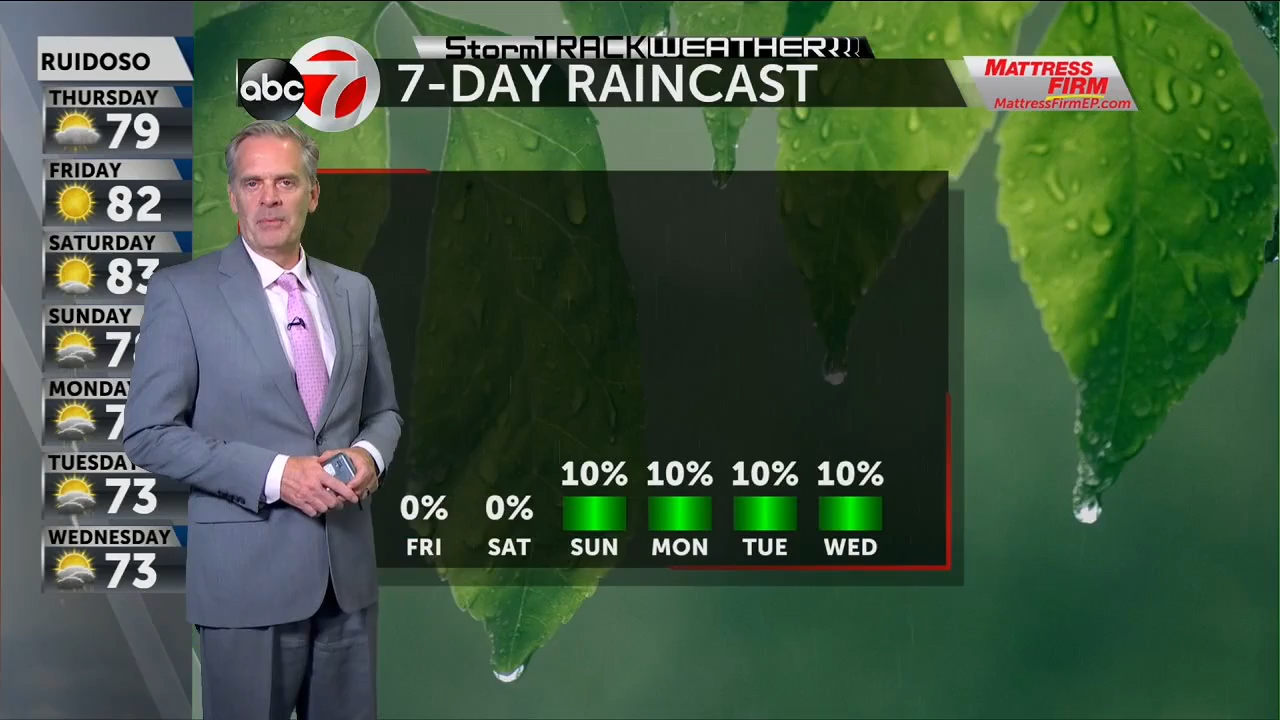 RUIDOSO
THURSDAY
79
FRIDAY
82
SATURDAY
83
SUNDAY
MONDAY
TUESDAY
73
WEDNESDAY
73
StormTRACKWEATHER
abc 7
7-DAY RAINCAST
MATTRESS
FIRM
MattressFirmEP.com
10% 10% 10% 10%
0% 0%
FRI SAT SUN MON TUE WED